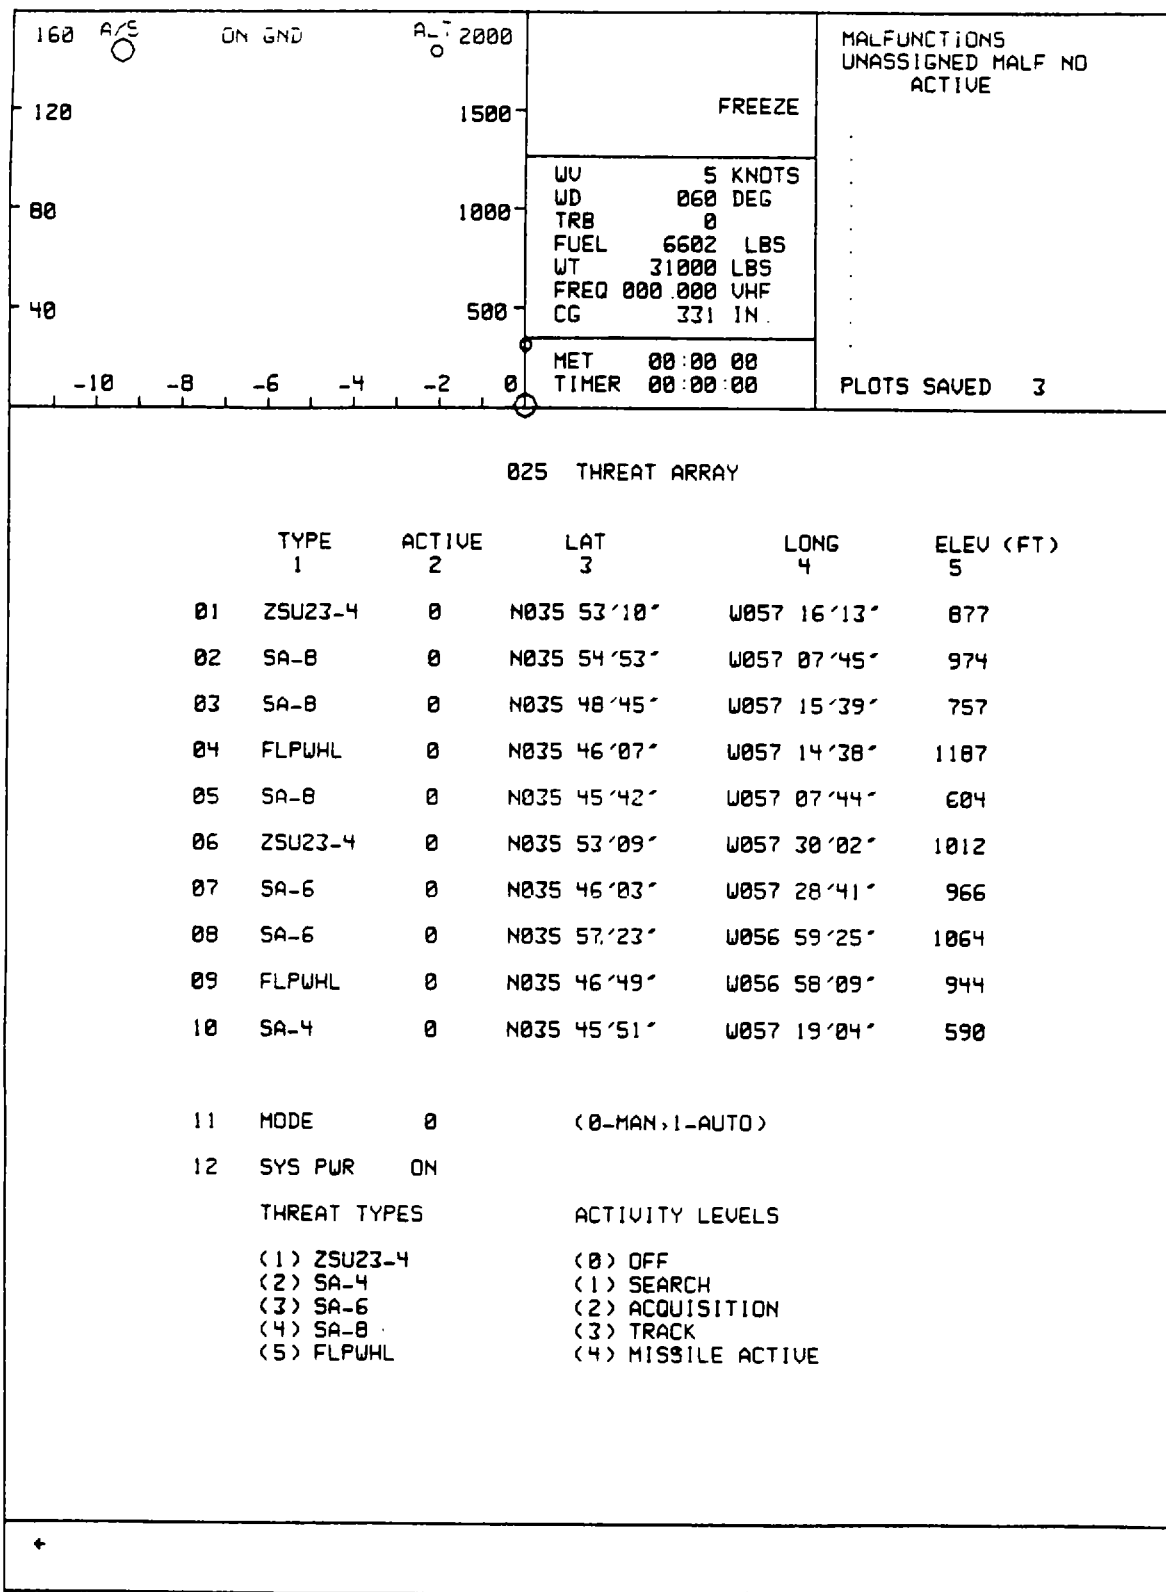 160 A/S ON GND 2000
120 1500
80 1000
40 500
-10 -8 -6 -4 -2 0
FREEZE
WV 5 KNOTS
WD 060 DEG
TRB 0
FUEL 6602 LBS
WT 31000 LBS
FREQ 000.000 VHF
CG 331 IN.
MET 00:00 00
TIMER 00:00:00
MALFUNCTIONS
UNASSIGNED MALF NO
ACTIVE
PLOTS SAVED 3
025 THREAT ARRAY
TYPE ACTIVE LAT LONG ELEV (FT)
1 2 3 4 5
01 ZSU23-4 0 N035 53'10" W057 16'13" 877
02 SA-8 0 N035 54'53" W057 07'45" 974
03 SA-8 0 N035 48'45" W057 15'39" 757
04 FLPWHL 0 N035 46'07" W057 14'38" 1187
05 SA-8 0 N035 45'42" W057 07'44" 604
06 ZSU23-4 0 N035 53'09" W057 30'02" 1012
07 SA-6 0 N035 46'03" W057 28'41" 966
08 SA-6 0 N035 57'23" W056 59'25" 1064
09 FLPWHL 0 N035 46'49" W056 58'09" 944
10 SA-4 0 N035 45'51" W057 19'04" 590
11 MODE 0 (0-MAN,1-AUTO)
12 SYS PWR ON
THREAT TYPES ACTIVITY LEVELS
(1) ZSU23-4 (0) OFF
(2) SA-4 (1) SEARCH
(3) SA-6 (2) ACQUISITION
(4) SA-8 (3) TRACK
(5) FLPWHL (4) MISSILE ACTIVE